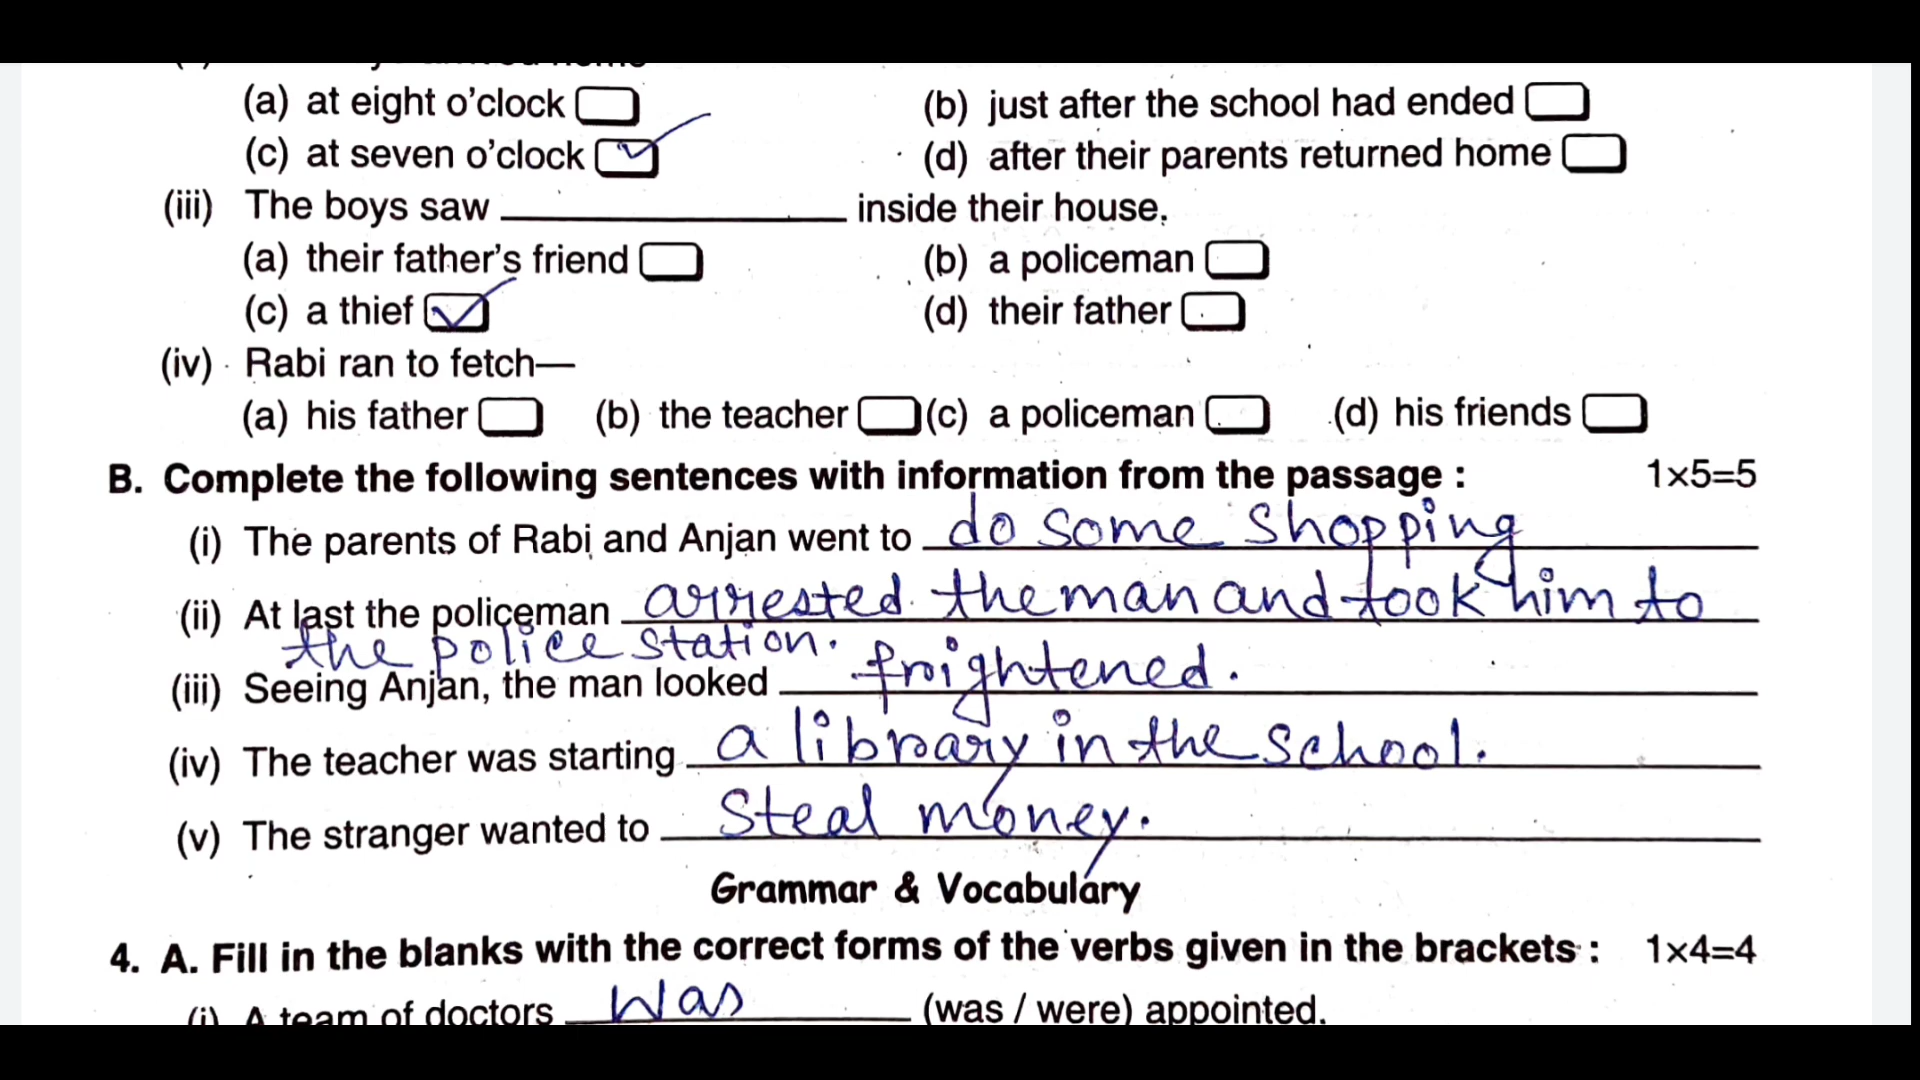 (a) at eight o'clock (b) just after the school had ended
(c) at seven o'clock (d) after their parents returned home
(iii) The boys saw ____________ inside their house.
(a) their father's friend (b) a policeman
(c) a thief (d) their father
(iv) Rabi ran to fetch—
(a) his father (b) the teacher (c) a policeman (d) his friends
B. Complete the following sentences with information from the passage : 1×5=5
(i) The parents of Rabi and Anjan went to do some shopping
(ii) At last the policeman arrested the man and took him to
the police station.
(iii) Seeing Anjan, the man looked frightened.
(iv) The teacher was starting a library in the school.
(v) The stranger wanted to steal money.
Grammar & Vocabulary
4. A. Fill in the blanks with the correct forms of the verbs given in the brackets : 1×4=4
(i) A team of doctors was (was / were) appointed.